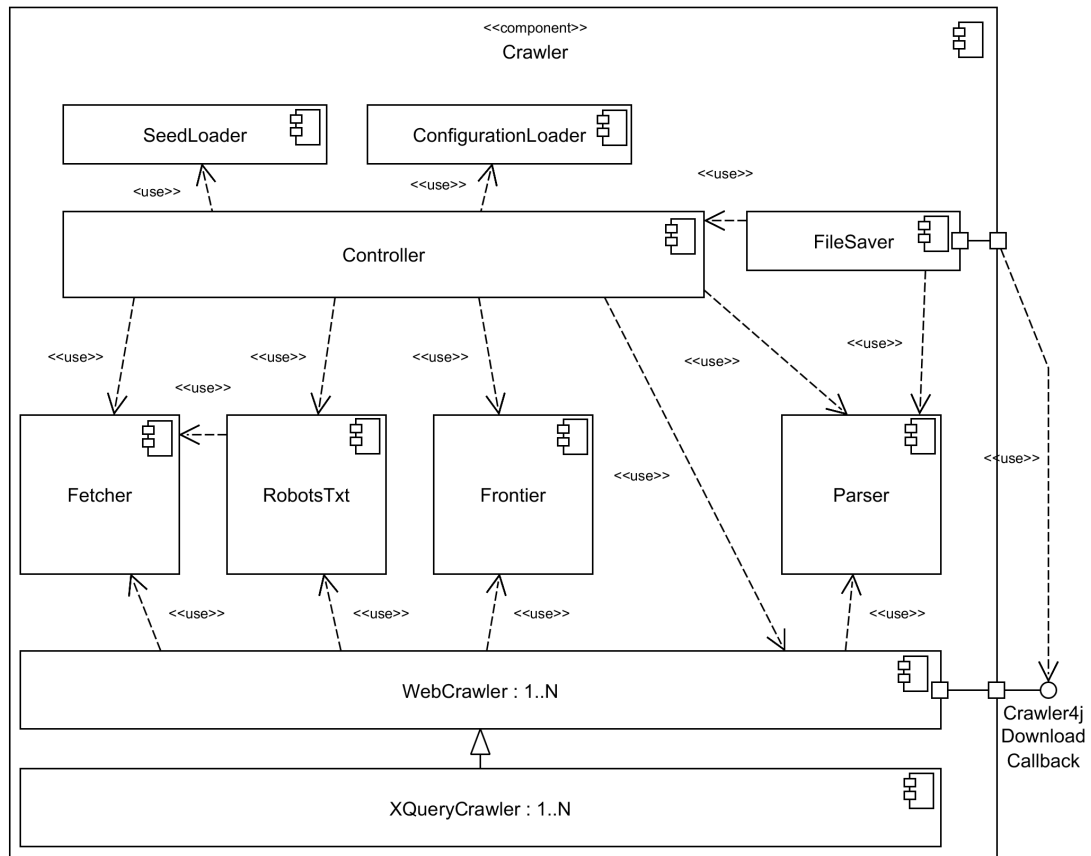 <<component>>
Crawler
SeedLoader
ConfigurationLoader
<use>>
<<use>>
<<use>>
Controller
FileSaver
<<use>>
<<use>>
<<use>>
<<use>>
<<use>>
<<use>>
Fetcher
RobotsTxt
Frontier
<<use>>
Parser
<<use>>
<<use>>
<<use>>
<<use>>
<<use>>
WebCrawler : 1..N
Crawler4j
Download
Callback
XQueryCrawler : 1..N